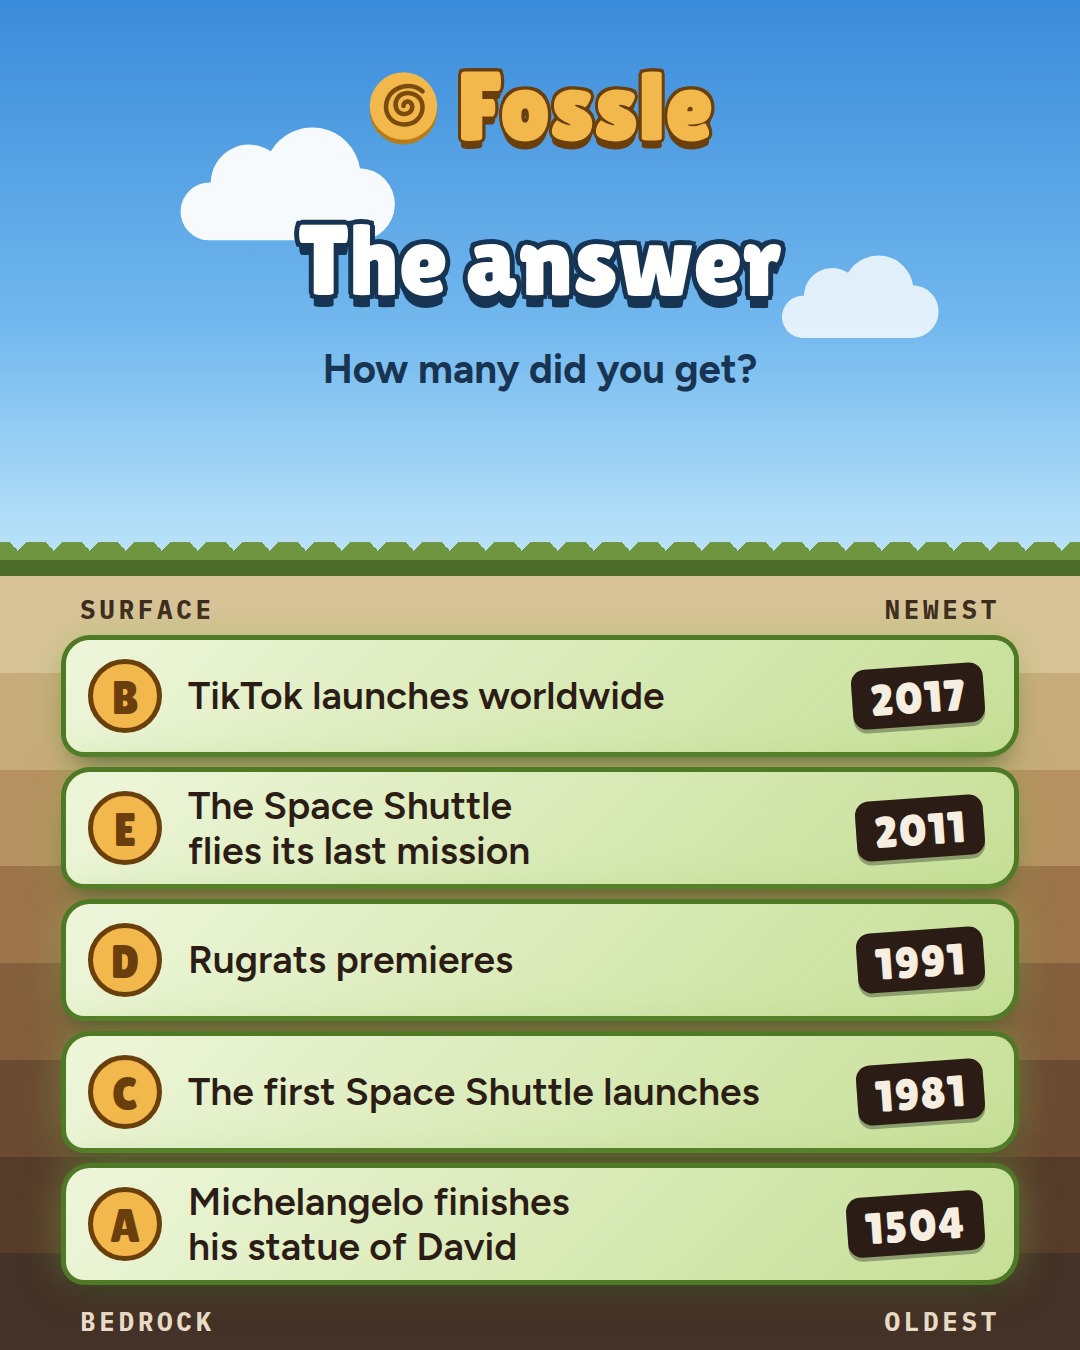 Fossle
The answer
How many did you get?
SURFACE NEWEST
B TikTok launches worldwide 2017
E The Space Shuttle
flies its last mission 2011
D Rugrats premieres 1991
C The first Space Shuttle launches 1981
A Michelangelo finishes
his statue of David 1504
BEDROCK OLDEST